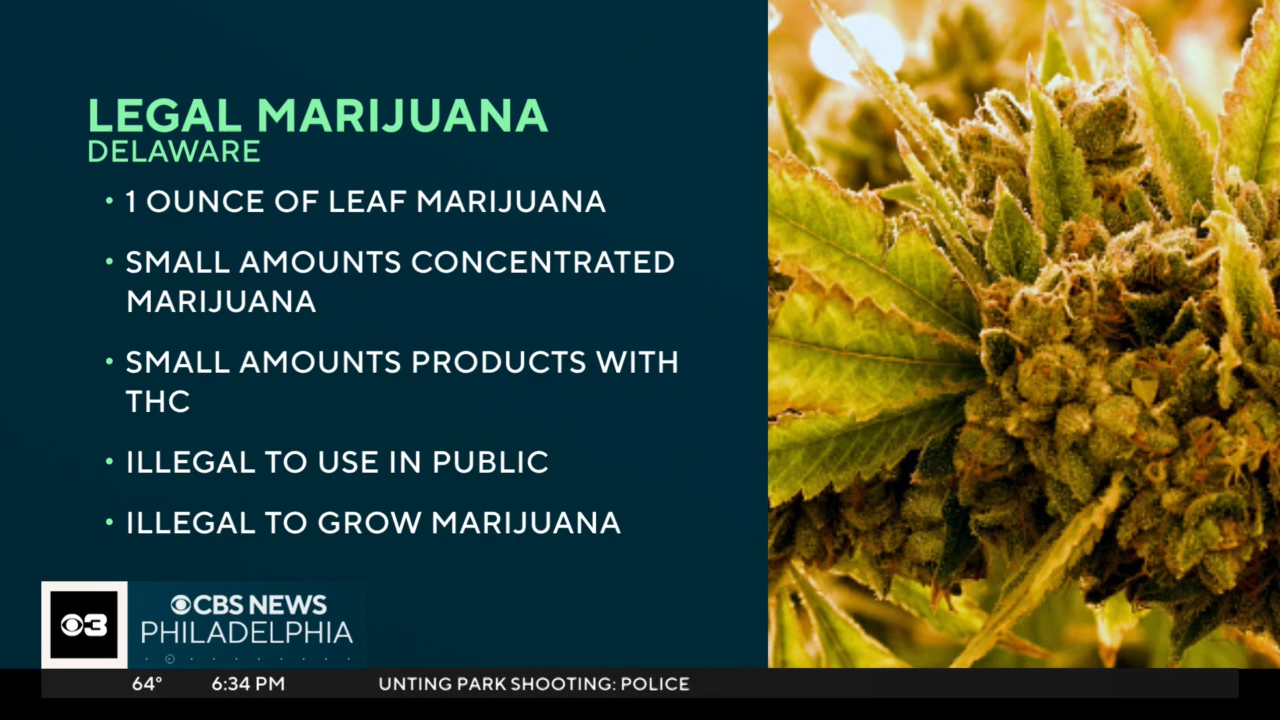 LEGAL MARIJUANA
DELAWARE
• 1 OUNCE OF LEAF MARIJUANA
• SMALL AMOUNTS CONCENTRATED
MARIJUANA
• SMALL AMOUNTS PRODUCTS WITH
THC
• ILLEGAL TO USE IN PUBLIC
• ILLEGAL TO GROW MARIJUANA
3
CBS NEWS
PHILADELPHIA
64° 6:34 PM UNTING PARK SHOOTING: POLICE